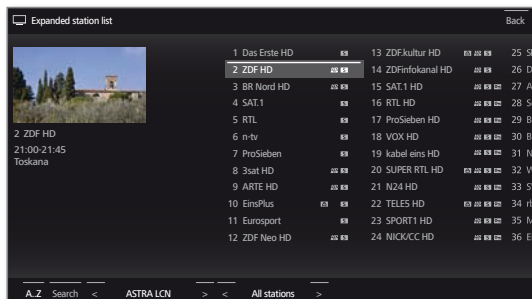 Expanded station list
Back
2 ZDF HD
21:00-21:45
Toskana
1 Das Erste HD
2 ZDF HD
3 BR Nord HD
4 SAT.1
5 RTL
6 n-tv
7 ProSieben
8 3sat HD
9 ARTE HD
10 EinsPlus
11 Eurosport
12 ZDF Neo HD
13 ZDF.kultur HD
14 ZDFinfokanal HD
15 SAT.1 HD
16 RTL HD
17 ProSieben HD
18 VOX HD
19 kabel eins HD
20 SUPER RTL HD
21 N24 HD
22 TELE5 HD
23 SPORT1 HD
24 NICK/CC HD
25
26
27
28
29
30
31
32
33
34
35
36
A..Z Search < ASTRA LCN > < All stations >